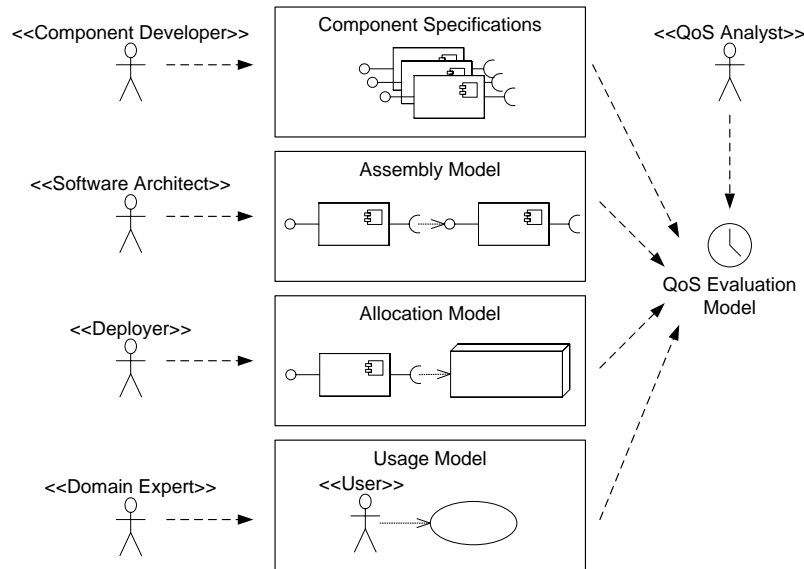 <<Component Developer>>
Component Specifications
<<QoS Analyst>>
<<Software Architect>>
Assembly Model
QoS Evaluation
Model
<<Deployer>>
Allocation Model
<<Domain Expert>>
Usage Model
<<User>>